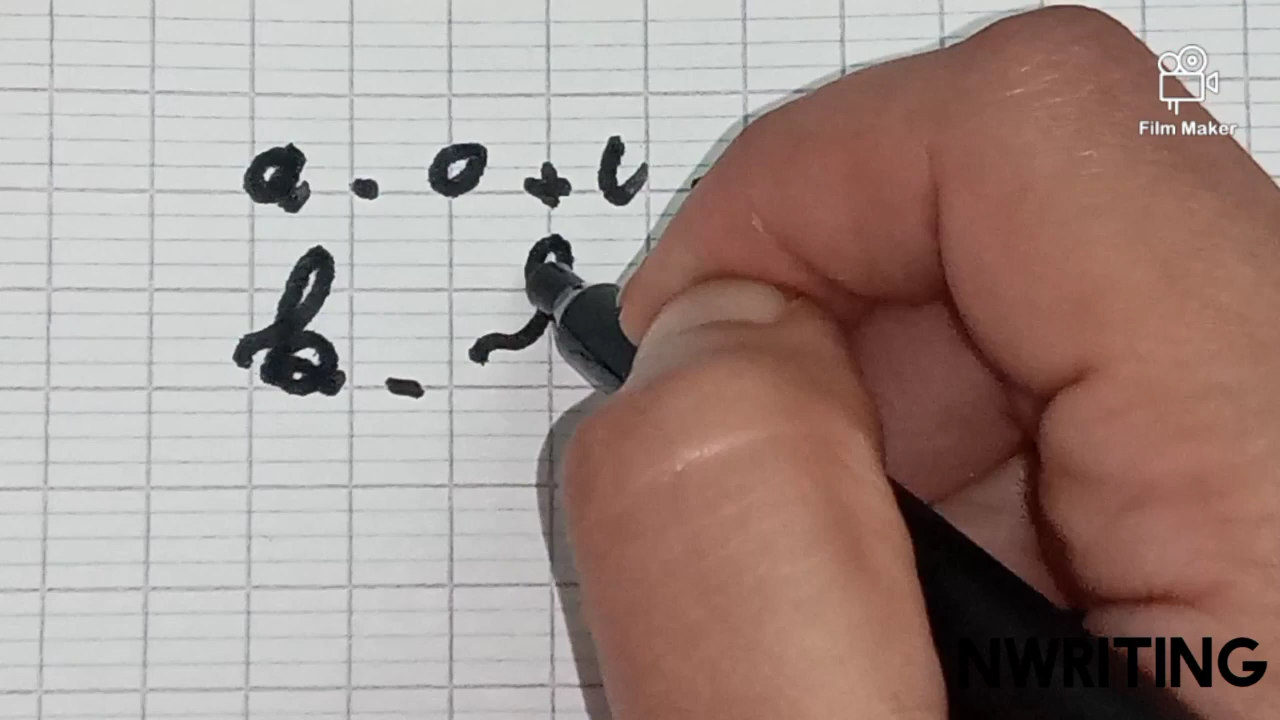 a . o + ι
b -
Film Maker
NWRITING